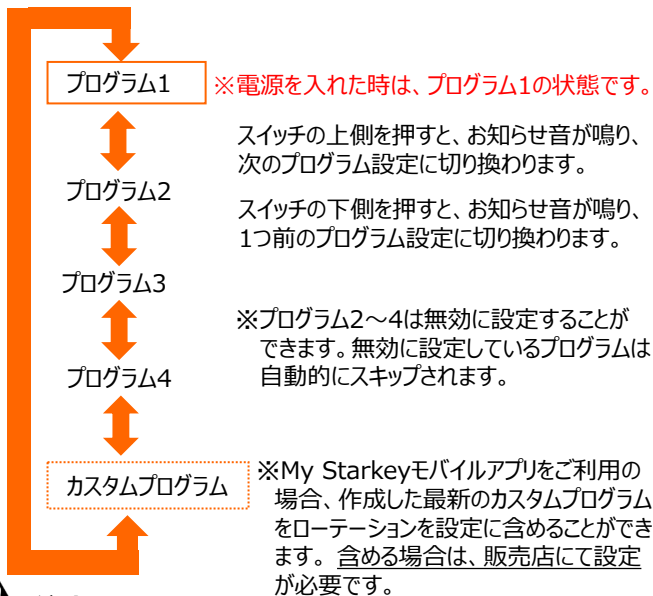 プログラム1
※電源を入れた時は、プログラム1の状態です。
スイッチの上側を押すと、お知らせ音が鳴り、
次のプログラム設定に切り換わります。
プログラム2
スイッチの下側を押すと、お知らせ音が鳴り、
1つ前のプログラム設定に切り換わります。
プログラム3
※プログラム2～4は無効に設定することが
できます。無効に設定しているプログラムは
自動的にスキップされます。
プログラム4
カスタムプログラム
※My Starkeyモバイルアプリをご利用の
場合、作成した最新のカスタムプログラム
をローテーションを設定に含めることができ
ます。含める場合は、販売店にて設定
が必要です。